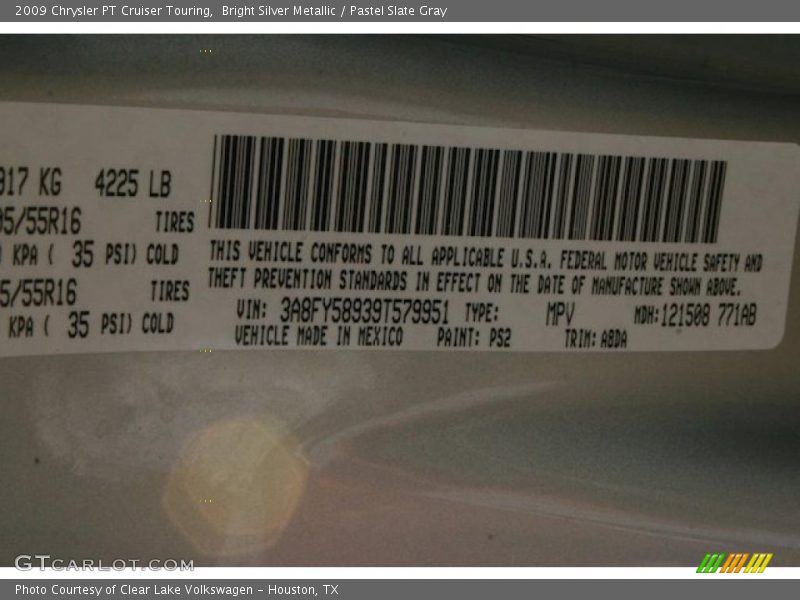 2009 Chrysler PT Cruiser Touring, Bright Silver Metallic / Pastel Slate Gray
917 KG 4225 LB
95/55R16 TIRES
KPA ( 35 PSI) COLD
5/55R16 TIRES
KPA ( 35 PSI) COLD
THIS VEHICLE CONFORMS TO ALL APPLICABLE U.S.A. FEDERAL MOTOR VEHICLE SAFETY AND
THEFT PREVENTION STANDARDS IN EFFECT ON THE DATE OF MANUFACTURE SHOWN ABOVE.
VIN: 3A8FY58939T579951 TYPE: MPV MDH:121508 771AB
VEHICLE MADE IN MEXICO PAINT: PS2 TRIM: ABDA
GTCARLOT.COM
Photo Courtesy of Clear Lake Volkswagen - Houston, TX